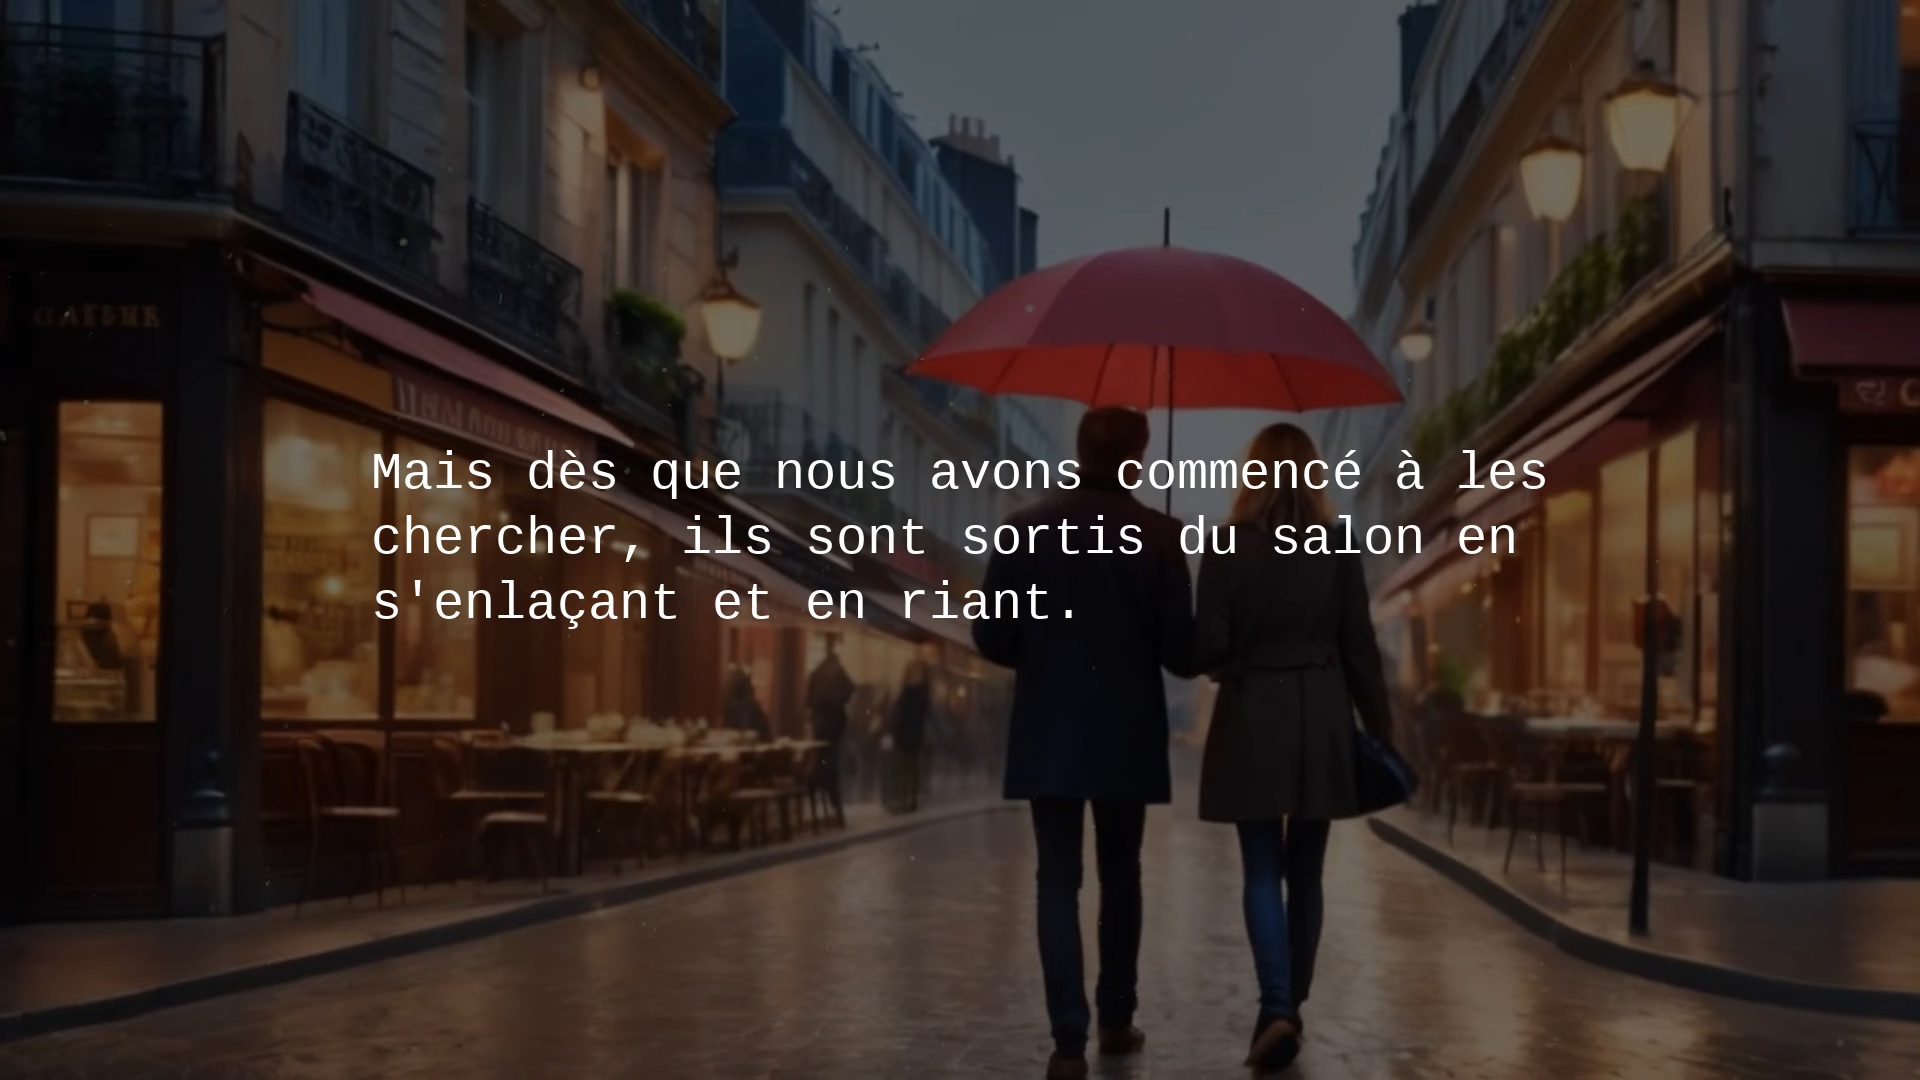 Mais dès que nous avons commencé à les
chercher, ils sont sortis du salon en
s'enlaçant et en riant.